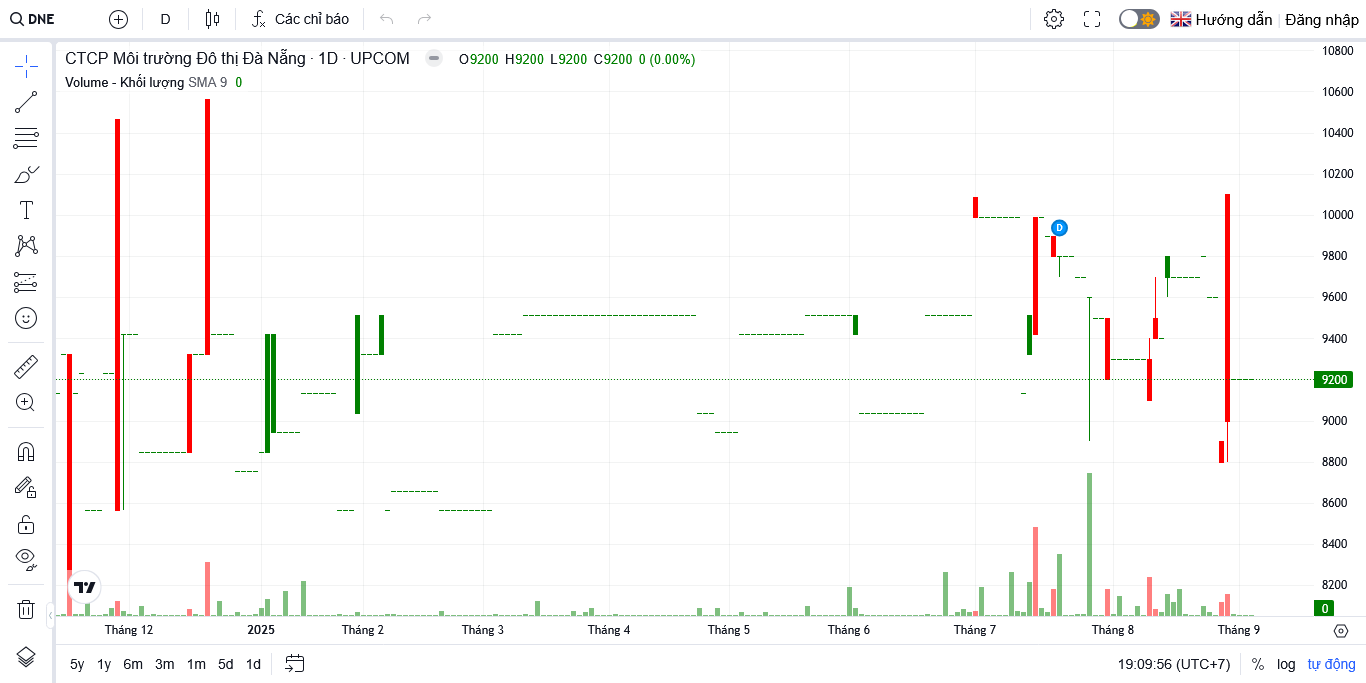 DNE D Các chỉ báo Hướng dẫn Đăng nhập
CTCP Môi trường Đô thị Đà Nẵng · 1D · UPCOM O9200 H9200 L9200 C9200 0 (0.00%)
Volume - Khối lượng SMA 9 0
10800
10600
10400
10200
10000
D
9800
9600
9400
9200
9000
8800
8600
8400
8200
0
Tháng 12 2025 Tháng 2 Tháng 3 Tháng 4 Tháng 5 Tháng 6 Tháng 7 Tháng 8 Tháng 9
5y 1y 6m 3m 1m 5d 1d 19:09:56 (UTC+7) % log tự động